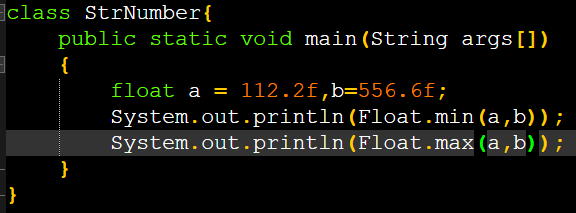 class StrNumber{
    public static void main(String args[])
    {
        float a = 112.2f,b=556.6f;
        System.out.println(Float.min(a,b));
        System.out.println(Float.max(a,b));
    }
}